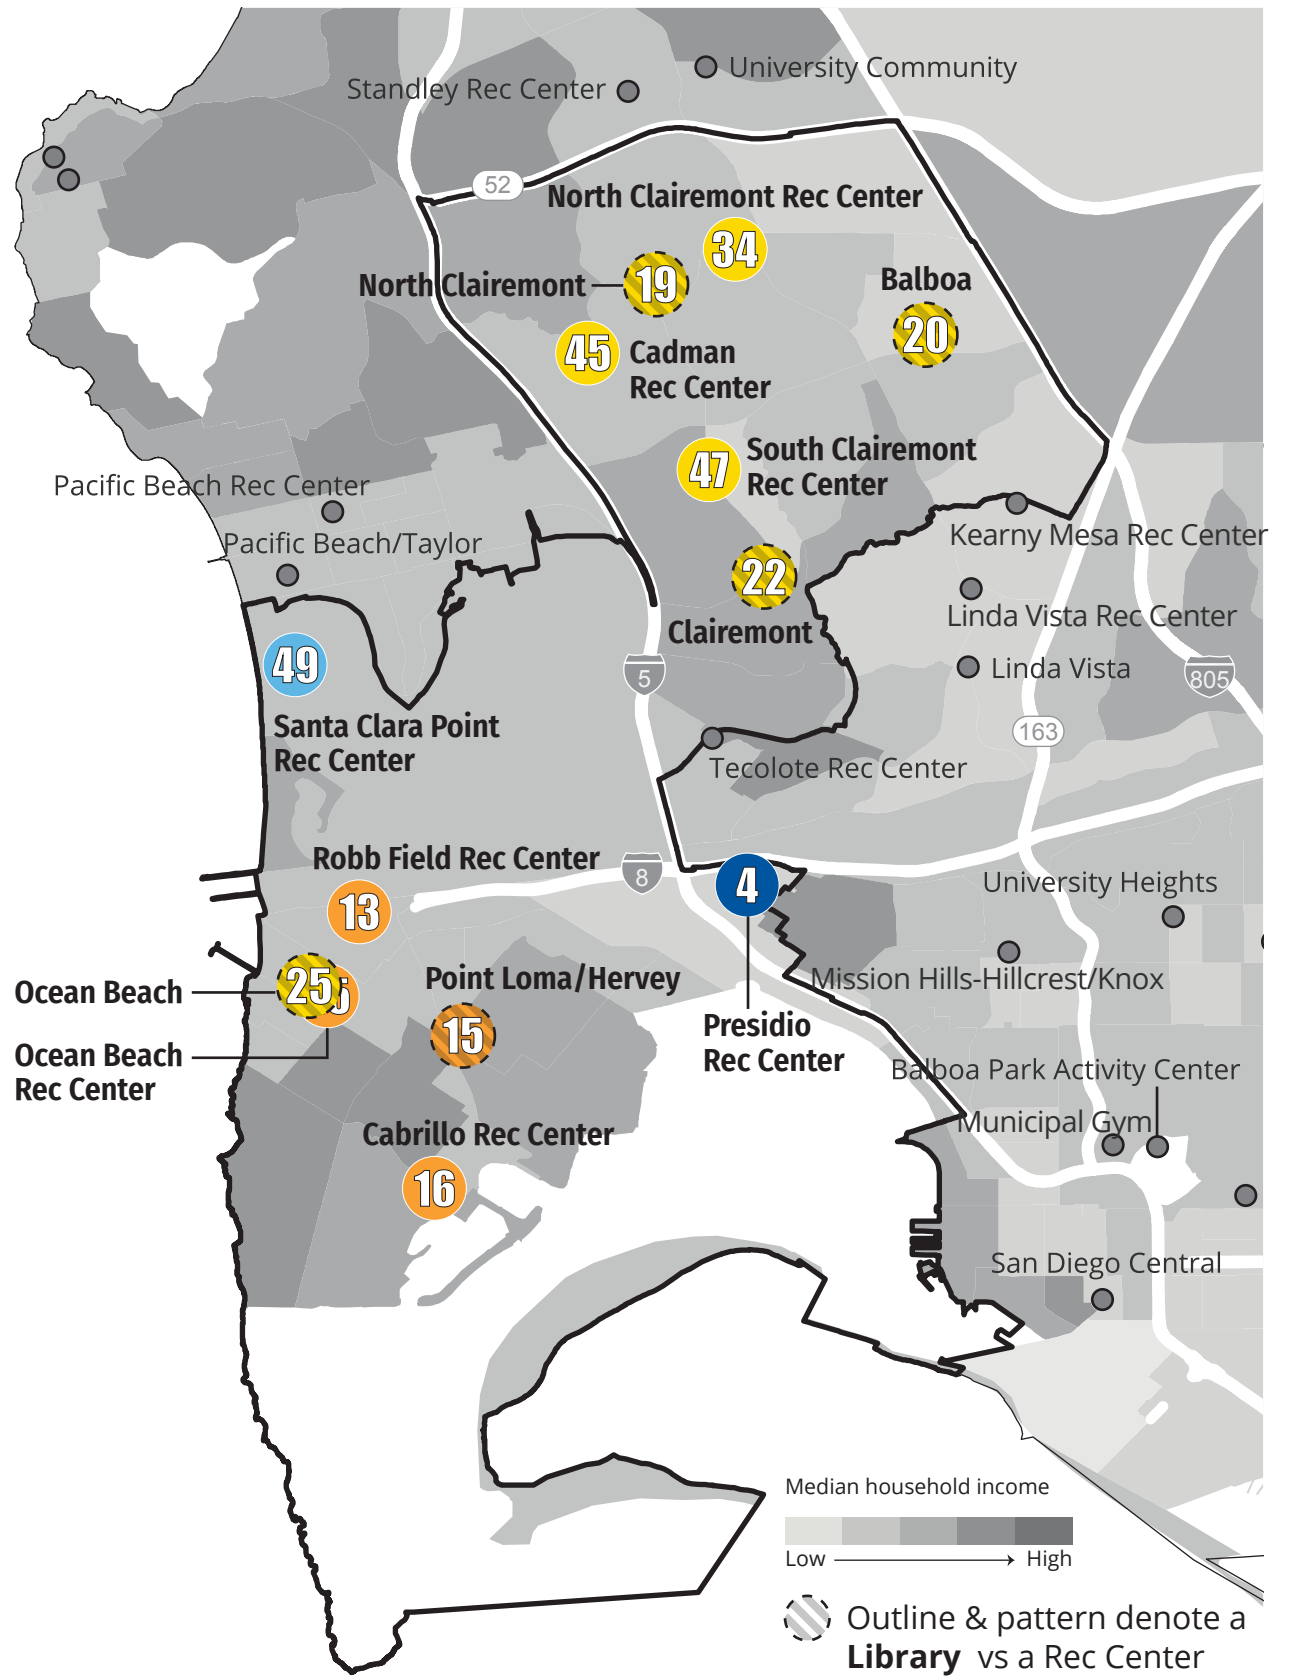 University Community
Standley Rec Center
52
North Clairemont Rec Center
34
North Clairemont
19
Balboa
20
45
Cadman
Rec Center
47
South Clairemont
Rec Center
Pacific Beach Rec Center
Kearny Mesa Rec Center
Pacific Beach/Taylor
22
Clairemont
Linda Vista Rec Center
49
5
Linda Vista
805
Santa Clara Point
Rec Center
163
Tecolote Rec Center
Robb Field Rec Center
8
4
13
University Heights
Ocean Beach
25
Point Loma/Hervey
15
Mission Hills-Hillcrest/Knox
Presidio
Rec Center
Ocean Beach
Rec Center
Balboa Park Activity Center
Municipal Gym
Cabrillo Rec Center
16
San Diego Central
Median household income
Low
High
Outline & pattern denote a
Library vs a Rec Center